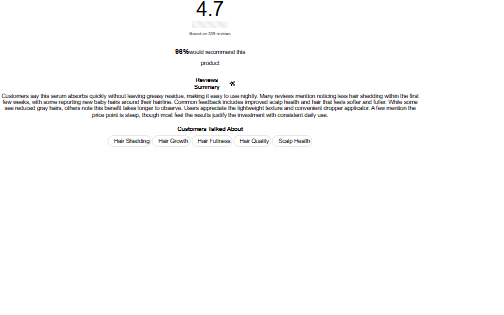 4.7
Based on 359 reviews
96% would recommend this
product
Reviews
Summary
Customers say this serum absorbs quickly without leaving greasy residue, making it easy to use nightly. Many reviews mention noticing less hair shedding within the first
few weeks, with some reporting new baby hairs around their hairline. Common feedback includes improved scalp health and hair that feels softer and fuller. While some
see reduced gray hairs, others note this benefit takes longer to observe. Users appreciate the lightweight texture and convenient dropper applicator. A few mention the
price point is steep, though most feel the results justify the investment with consistent daily use.
Customers Talked About
Hair Shedding Hair Growth Hair Fullness Hair Quality Scalp Health